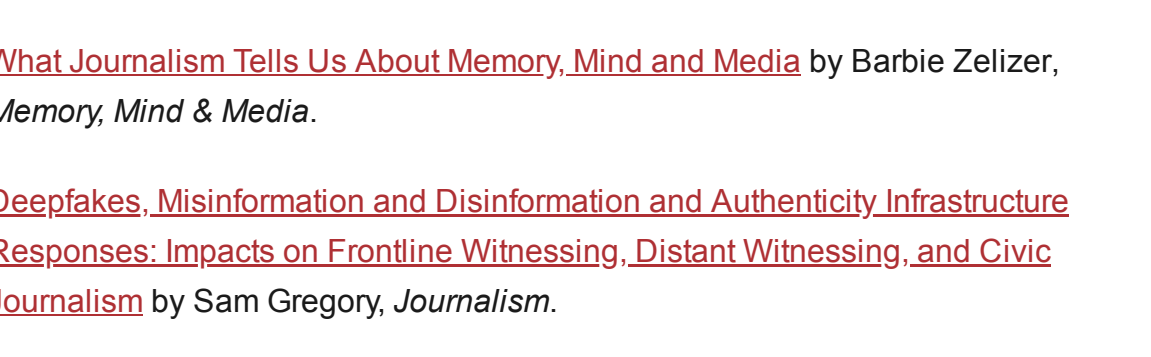 What Journalism Tells Us About Memory, Mind and Media by Barbie Zelizer,
Memory, Mind & Media.
Deepfakes, Misinformation and Disinformation and Authenticity Infrastructure
Responses: Impacts on Frontline Witnessing, Distant Witnessing, and Civic
Journalism by Sam Gregory, Journalism.